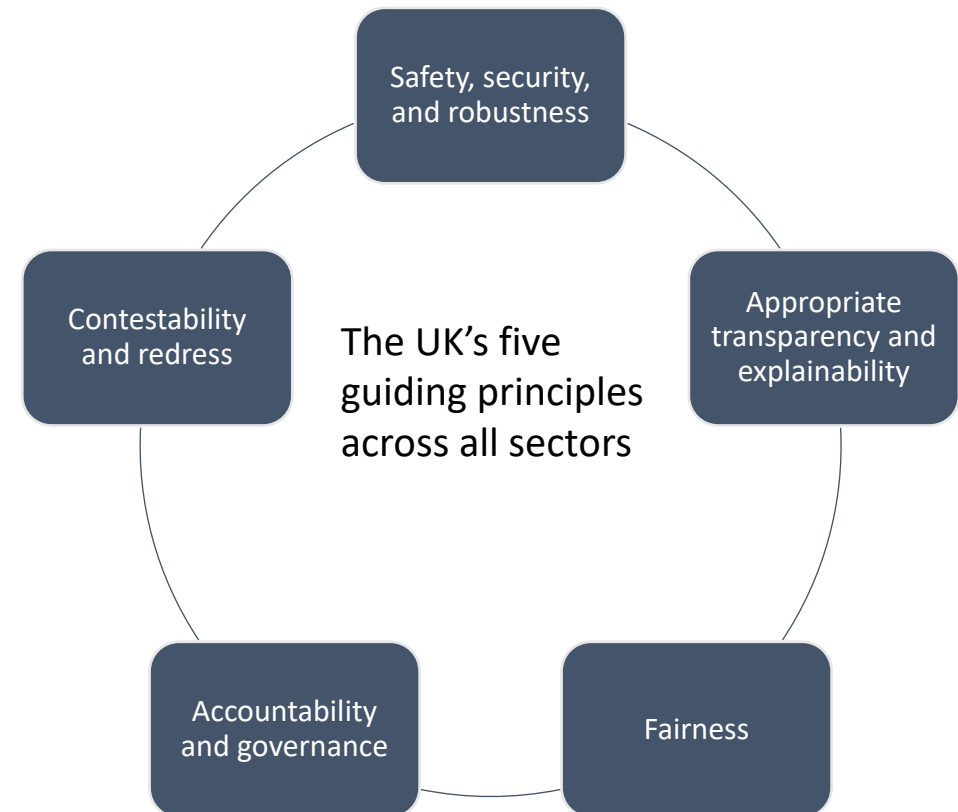 Safety, security,
and robustness
Appropriate
transparency and
explainability
Fairness
Accountability
and governance
Contestability
and redress
The UK’s five
guiding principles
across all sectors